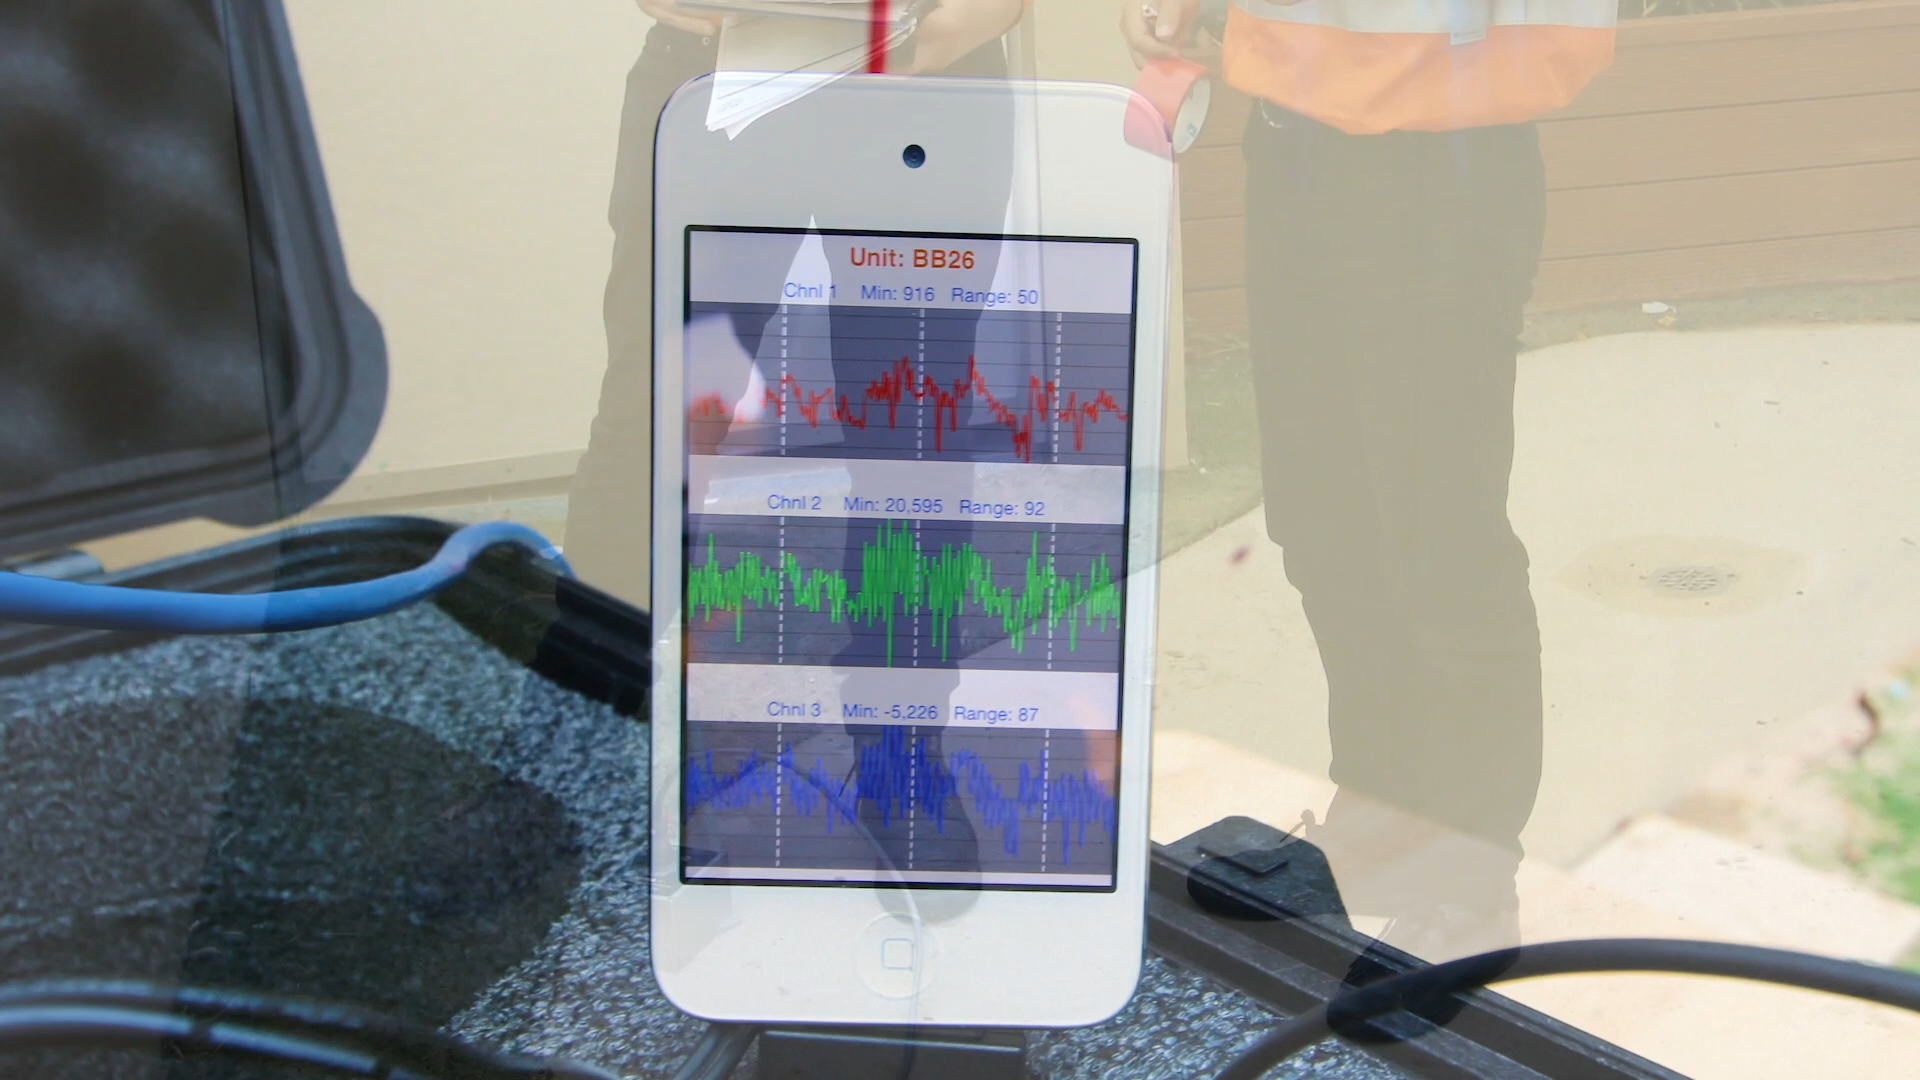 Unit: BB26
Chnl 1 Min: 916 Range: 50
Chnl 2 Min: 20,595 Range: 92
Chnl 3 Min: -5,226 Range: 87